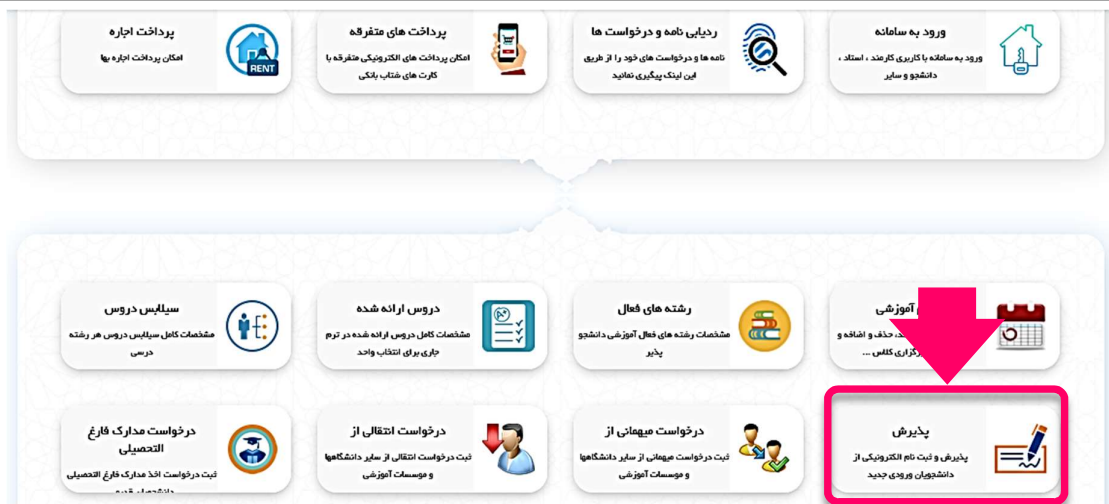 ورود به سامانه
ورود به سامانه با کاربری کارمند ، استاد ،
دانشجو و سایر
ردیابی نامه و درخواست ها
نامه ها و درخواست های خود را از طریق
این لینک پیگیری نمائید
پرداخت های متفرقه
امکان پرداخت های الکترونیکی متفرقه با
کارت های شتاب بانکی
پرداخت اجاره
امکان پرداخت اجاره بها
RENT
آموزشی
حذف و اضافه و
برگزاری کلاس ...
رشته های فعال
مشخصات رشته های فعال آموزشی دانشجو
پذیر
دروس ارائه شده
مشخصات کامل دروس ارائه شده در ترم
جاری برای انتخاب واحد
سیلابس دروس
مشخصات کامل سیلابس دروس هر رشته
درسی
پذیرش
پذیرش و ثبت نام الکترونیکی از
دانشجویان ورودی جدید
درخواست میهمانی از
ثبت درخواست میهمانی از سایر دانشگاهها
و موسسات آموزشی
درخواست انتقالی از
ثبت درخواست انتقالی از سایر دانشگاهها
و موسسات آموزشی
درخواست مدارک فارغ
التحصیلی
ثبت درخواست اخذ مدارک فارغ التحصیلی